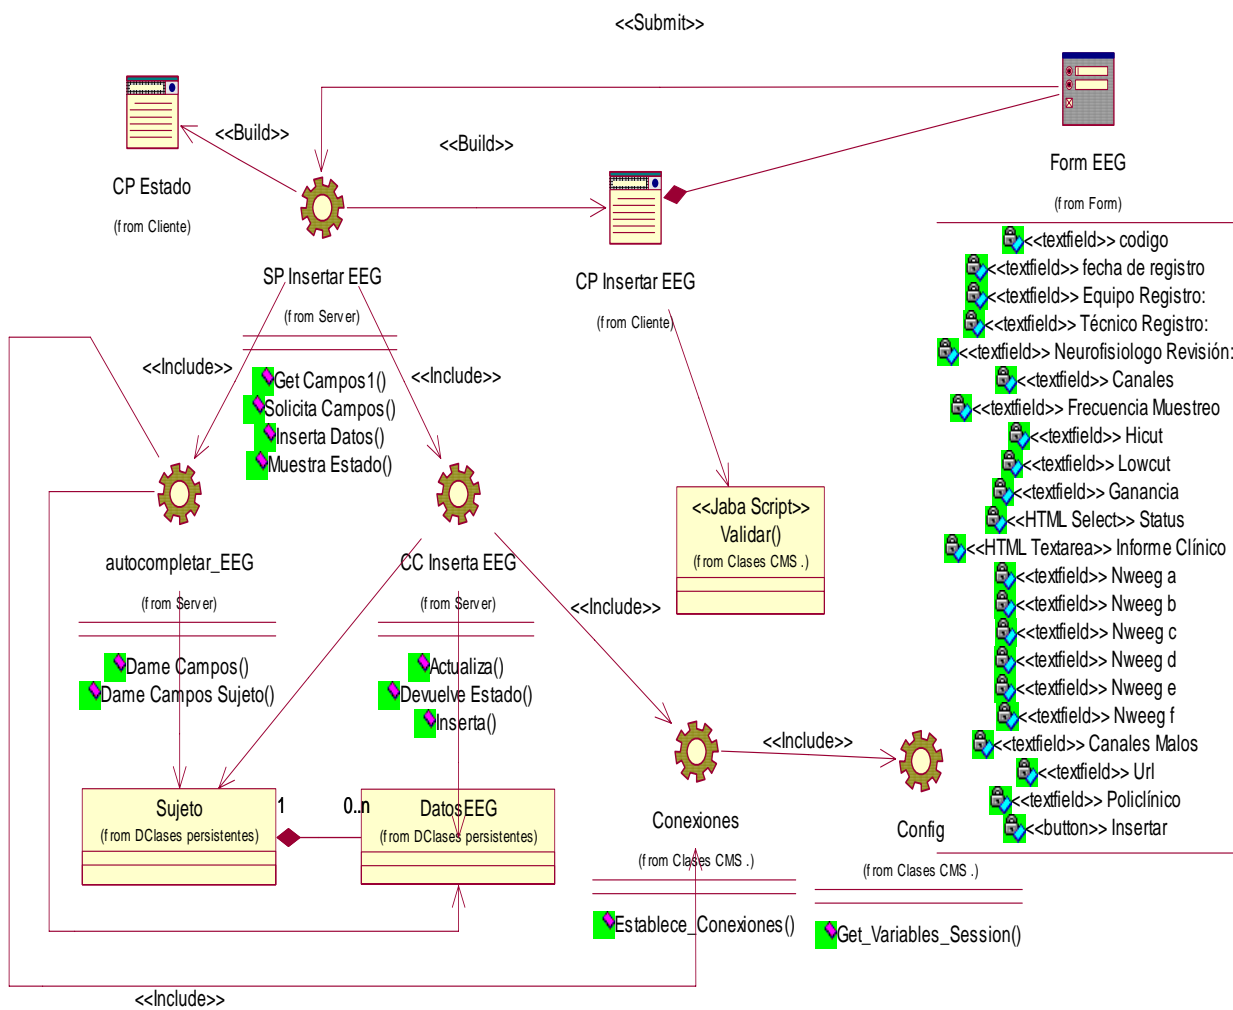 <<Submit>>
<<Build>>
<<Build>>
CP Estado
(from Cliente)
Form EEG
(from Form)
SP Insertar EEG
(from Server)
CP Insertar EEG
(from Cliente)
<<Include>>
<<Include>>
Get Campos1()
Solicita Campos()
Inserta Datos()
Muestra Estado()
<<textfield>> codigo
<<textfield>> fecha de registro
<<textfield>> Equipo Registro:
<<textfield>> Técnico Registro:
<<textfield>> Neurofisiologo Revisión:
<<textfield>> Canales
<<textfield>> Frecuencia Muestreo
<<textfield>> Hicut
<<textfield>> Lowcut
<<textfield>> Ganancia
<<HTML Select>> Status
<<HTML Textarea>> Informe Clínico
<<textfield>> Nweeg a
<<textfield>> Nweeg b
<<textfield>> Nweeg c
<<textfield>> Nweeg d
<<textfield>> Nweeg e
<<textfield>> Nweeg f
<<textfield>> Canales Malos
<<textfield>> Url
<<textfield>> Policlínico
<<button>> Insertar
<<Jaba Script>>
Validar()
(from Clases CMS .)
autocompletar_EEG
(from Server)
Dame Campos()
Dame Campos Sujeto()
CC Inserta EEG
(from Server)
Actualiza()
Devuelve Estado()
Inserta()
<<Include>>
<<Include>>
Sujeto
(from DClases persistentes)
1
0..n
DatosEEG
(from DClases persistentes)
Conexiones
(from Clases CMS .)
Establece_Conexiones()
Config
(from Clases CMS .)
Get_Variables_Session()
<<Include>>